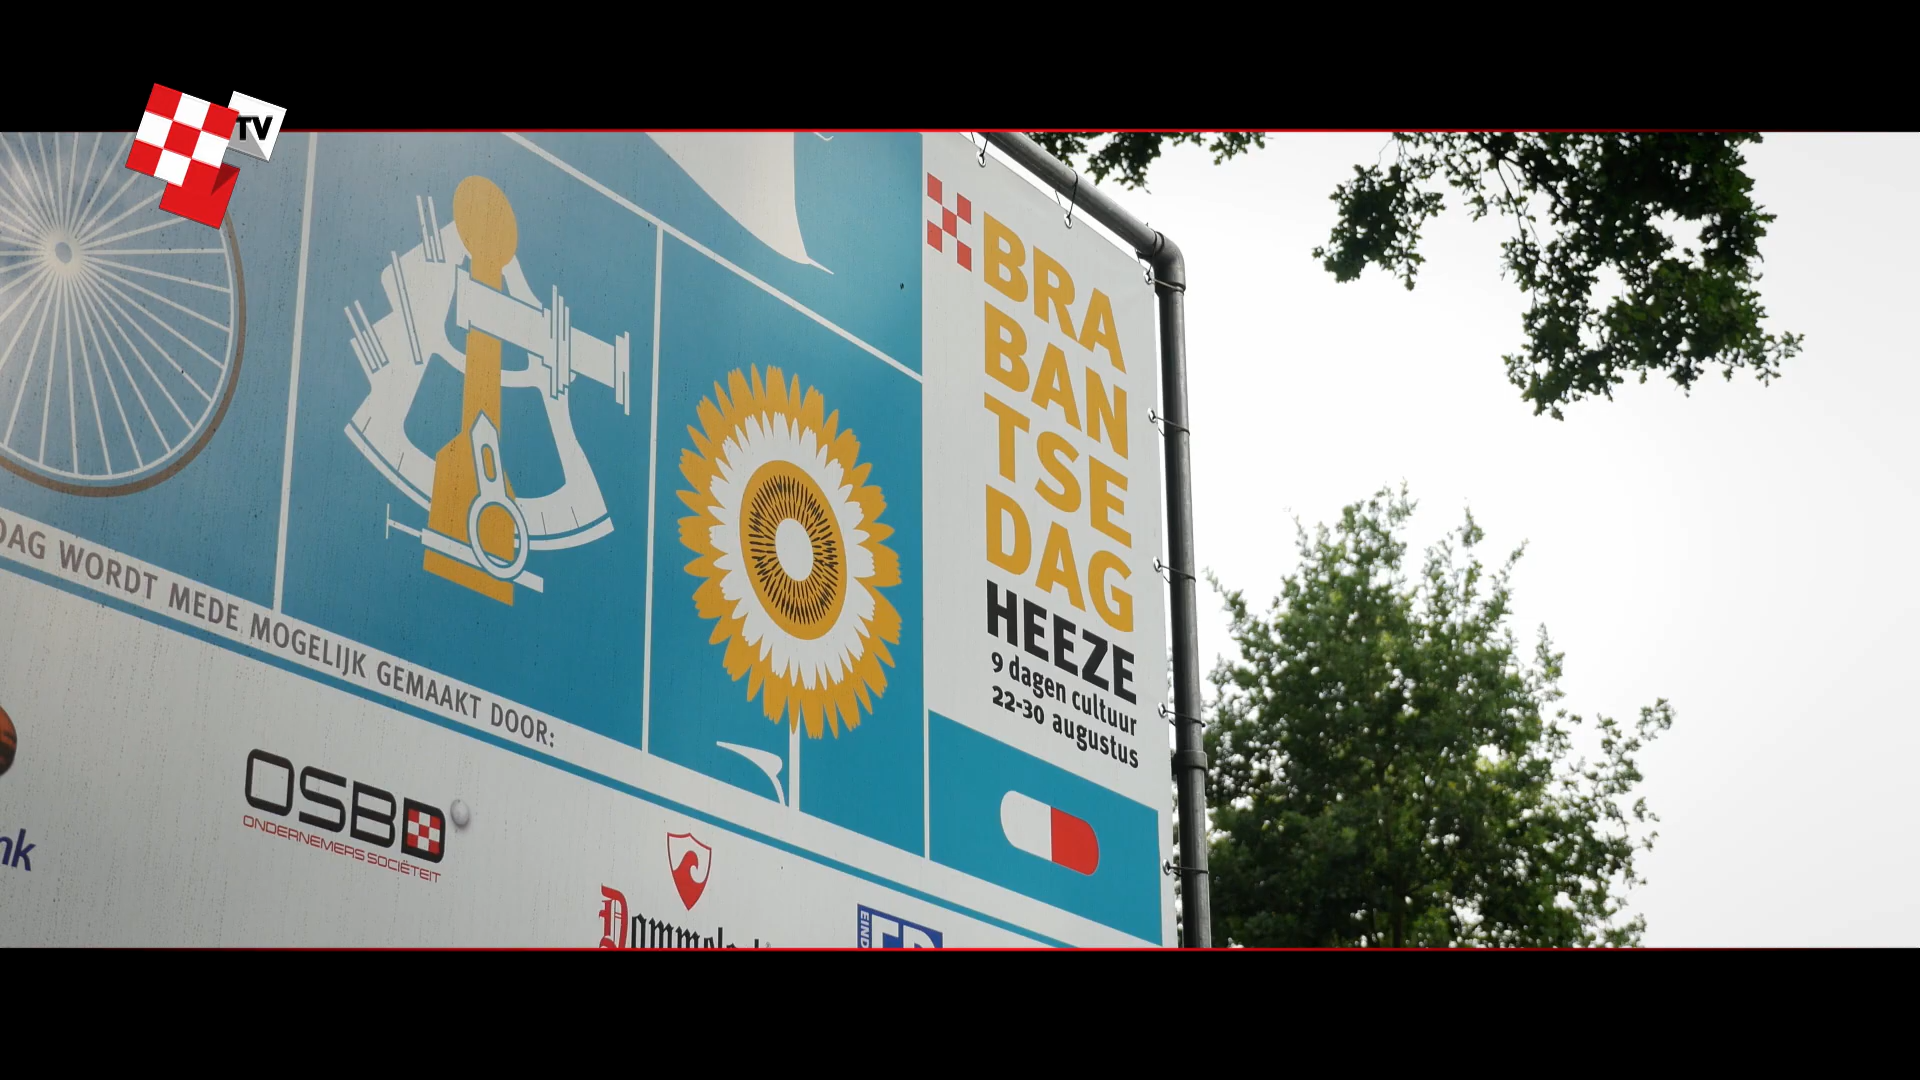 TV
BRA
BAN
TSE
DAG
HEEZE
9 dagen cultuur
22-30 augustus
DAG WORDT MEDE MOGELIJK GEMAAKT DOOR:
OSBD
ONDERNEMERS SOCIËTEIT
nk